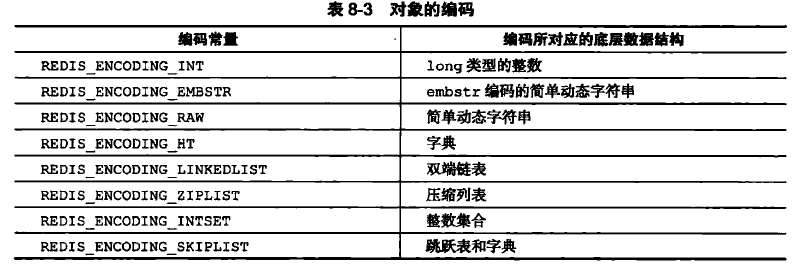 表 8-3 对象的编码
编码常量 编码所对应的底层数据结构
REDIS_ENCODING_INT long 类型的整数
REDIS_ENCODING_EMBSTR embstr 编码的简单动态字符串
REDIS_ENCODING_RAW 简单动态字符串
REDIS_ENCODING_HT 字典
REDIS_ENCODING_LINKEDLIST 双端链表
REDIS_ENCODING_ZIPLIST 压缩列表
REDIS_ENCODING_INTSET 整数集合
REDIS_ENCODING_SKIPLIST 跳跃表和字典